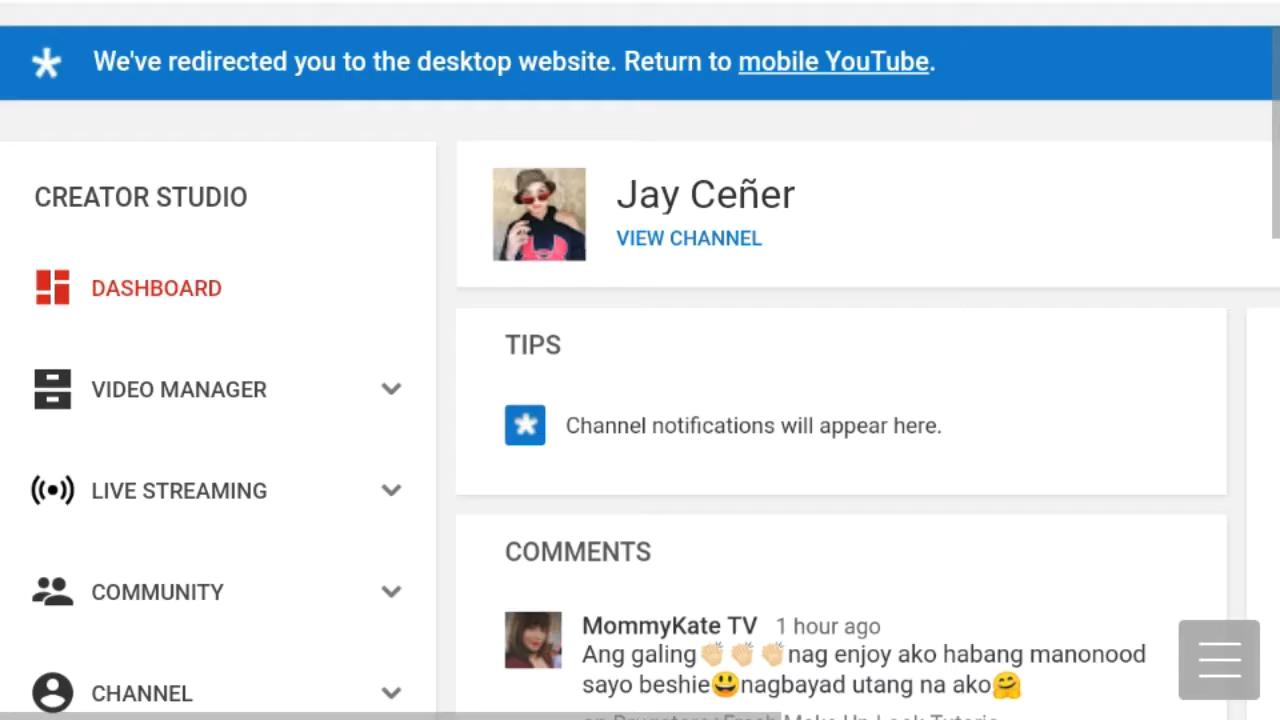 We've redirected you to the desktop website. Return to mobile YouTube.
CREATOR STUDIO
DASHBOARD
VIDEO MANAGER
LIVE STREAMING
COMMUNITY
CHANNEL
Jay Ceñer
VIEW CHANNEL
TIPS
Channel notifications will appear here.
COMMENTS
MommyKate TV 1 hour ago
Ang galing👏🏻👏🏻👏🏻nag enjoy ako habang manonood
sayo beshie😃nagbayad utang na ako🤗